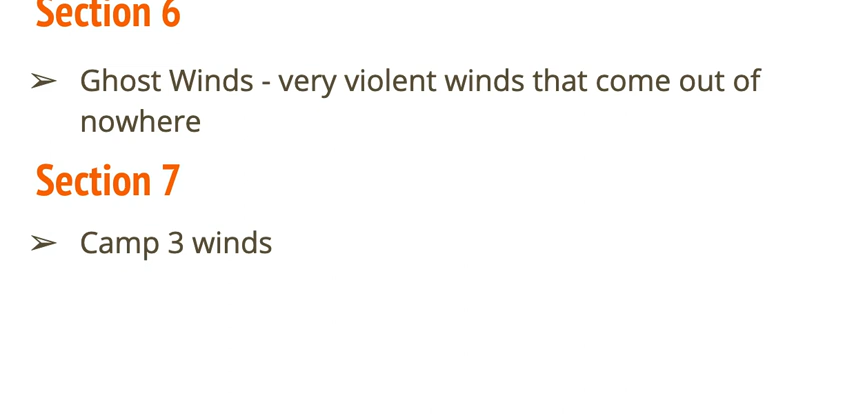 Section 6
➢ Ghost Winds - very violent winds that come out of
nowhere
Section 7
➢ Camp 3 winds